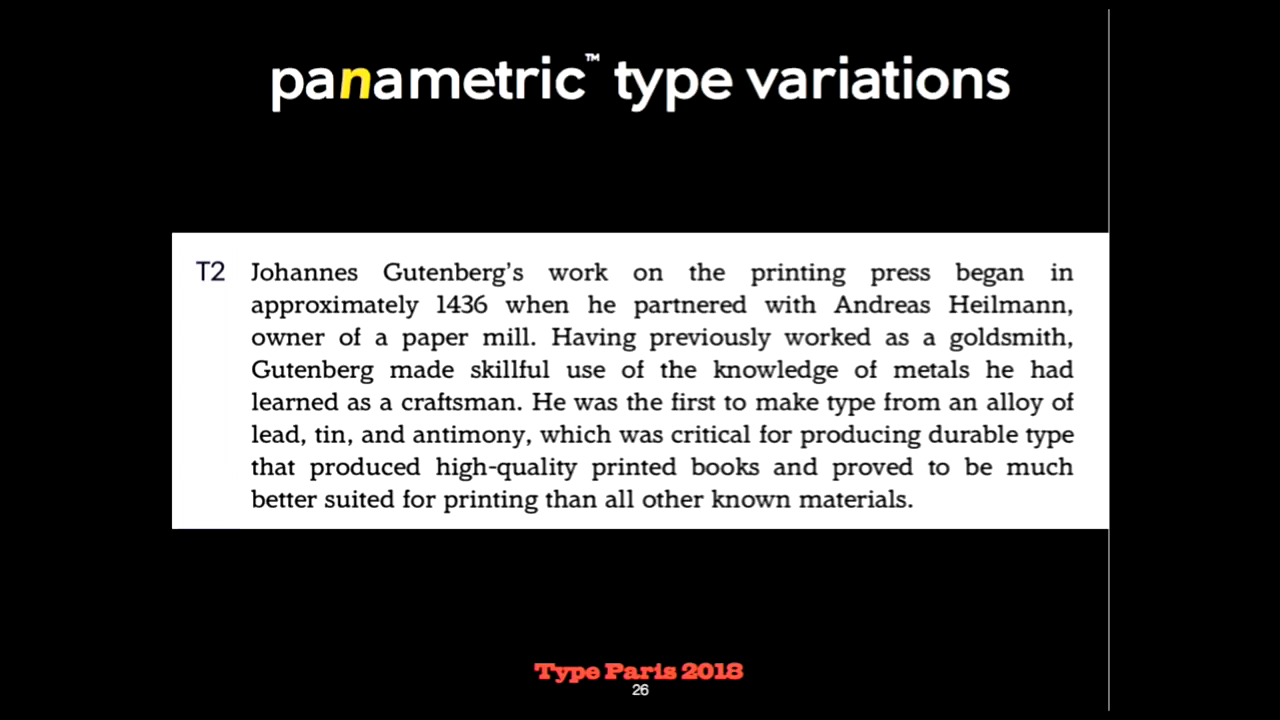 panametric™ type variations
T2 Johannes Gutenberg’s work on the printing press began in
approximately 1436 when he partnered with Andreas Heilmann,
owner of a paper mill. Having previously worked as a goldsmith,
Gutenberg made skillful use of the knowledge of metals he had
learned as a craftsman. He was the first to make type from an alloy of
lead, tin, and antimony, which was critical for producing durable type
that produced high-quality printed books and proved to be much
better suited for printing than all other known materials.
Type Paris 2018
26